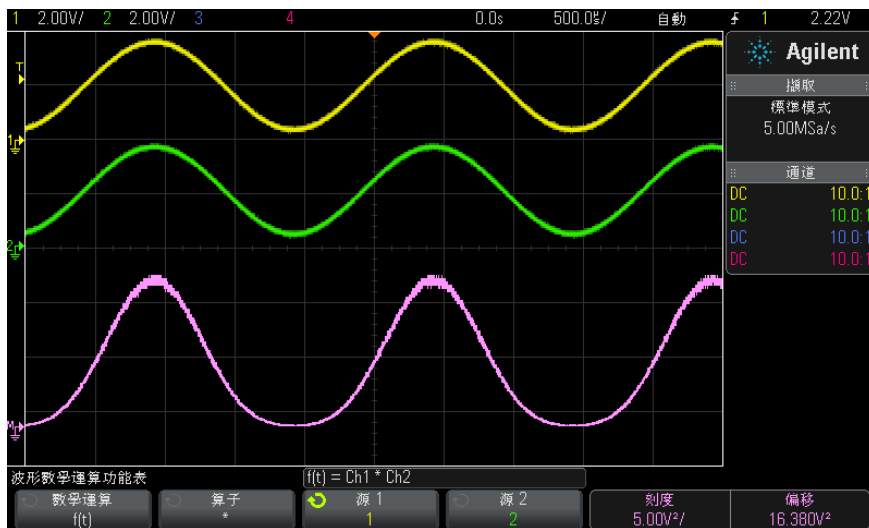 1 2.00V/ 2 2.00V/ 3 4 0.0s 500.0µs/ 自動 1 2.22V
Agilent
擷取
標準模式
5.00MSa/s
通道
DC 10.0:1
DC 10.0:1
DC 10.0:1
DC 10.0:1
T
1
2
M
波形數學運算功能表
f(t) = Ch1 * Ch2
數學運算 算子 源 1 源 2 刻度 偏移
f(t) * 1 2 5.00V²/ 16.380V²